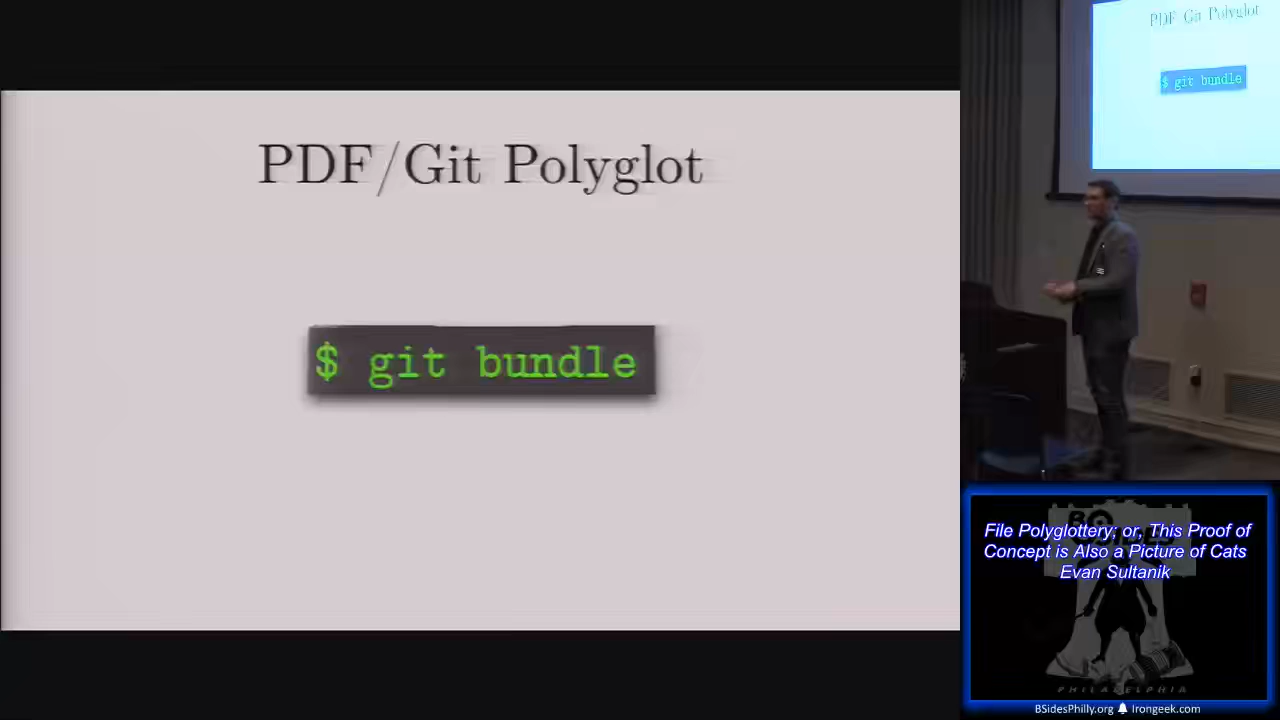 PDF/Git Polyglot
$ git bundle
PDF Git Polyglot
$ git bundle
File Polyglottery; or, This Proof of
Concept is Also a Picture of Cats
Evan Sultanik
PHILADELPHIA
BSidesPhilly.org Irongeek.com